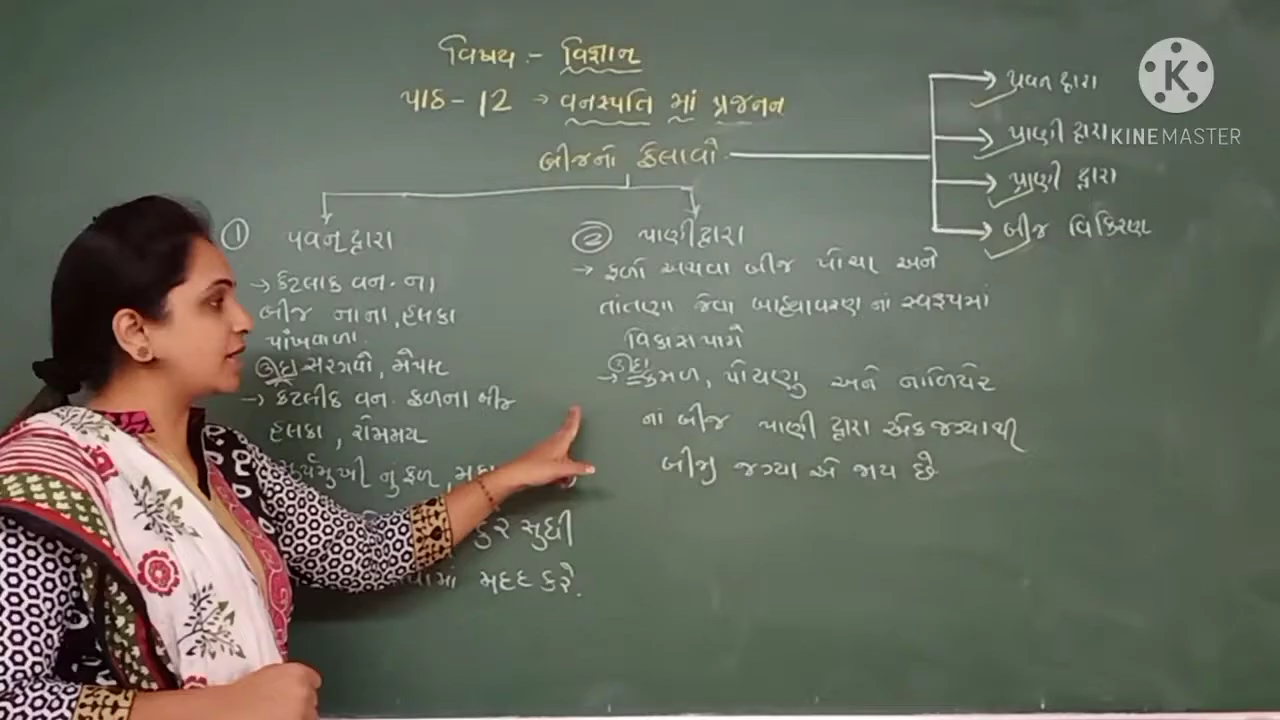 વિષય :- વિજ્ઞાન
પાઠ - 12 → વનસ્પતિ માં પ્રજનન
બીજનો ફેલાવો
→ પવન દ્વારા
→ પ્રાણી દ્વારા
→ પ્રાણી દ્વારા
→ બીજ વિકિરણ
K
KINEMASTER
① પવન દ્વારા
→ કેટલાક વન. ના
બીજ નાના, હલકા
પાંખવાળા.
ઉદા સરગવો, મેપલ
→ કેટલીક વન. ફળના બીજ
હલકા, રોમમય
સૂર્યમુખી નું ફળ,
દુર સુધી
માં મદદ કરે.
② પાણી દ્વારા
→ ફળો અથવા બીજ પોચા અને
તાંતણા જેવા બાહ્યાવરણ નાં સ્વરૂપમાં
વિકાસ પામે
ઉદા
→ કમળ, પોયણુ અને નાળિયેર
નાં બીજ પાણી દ્વારા એક જગ્યાથી
બીજી જગ્યા એ જાય છે